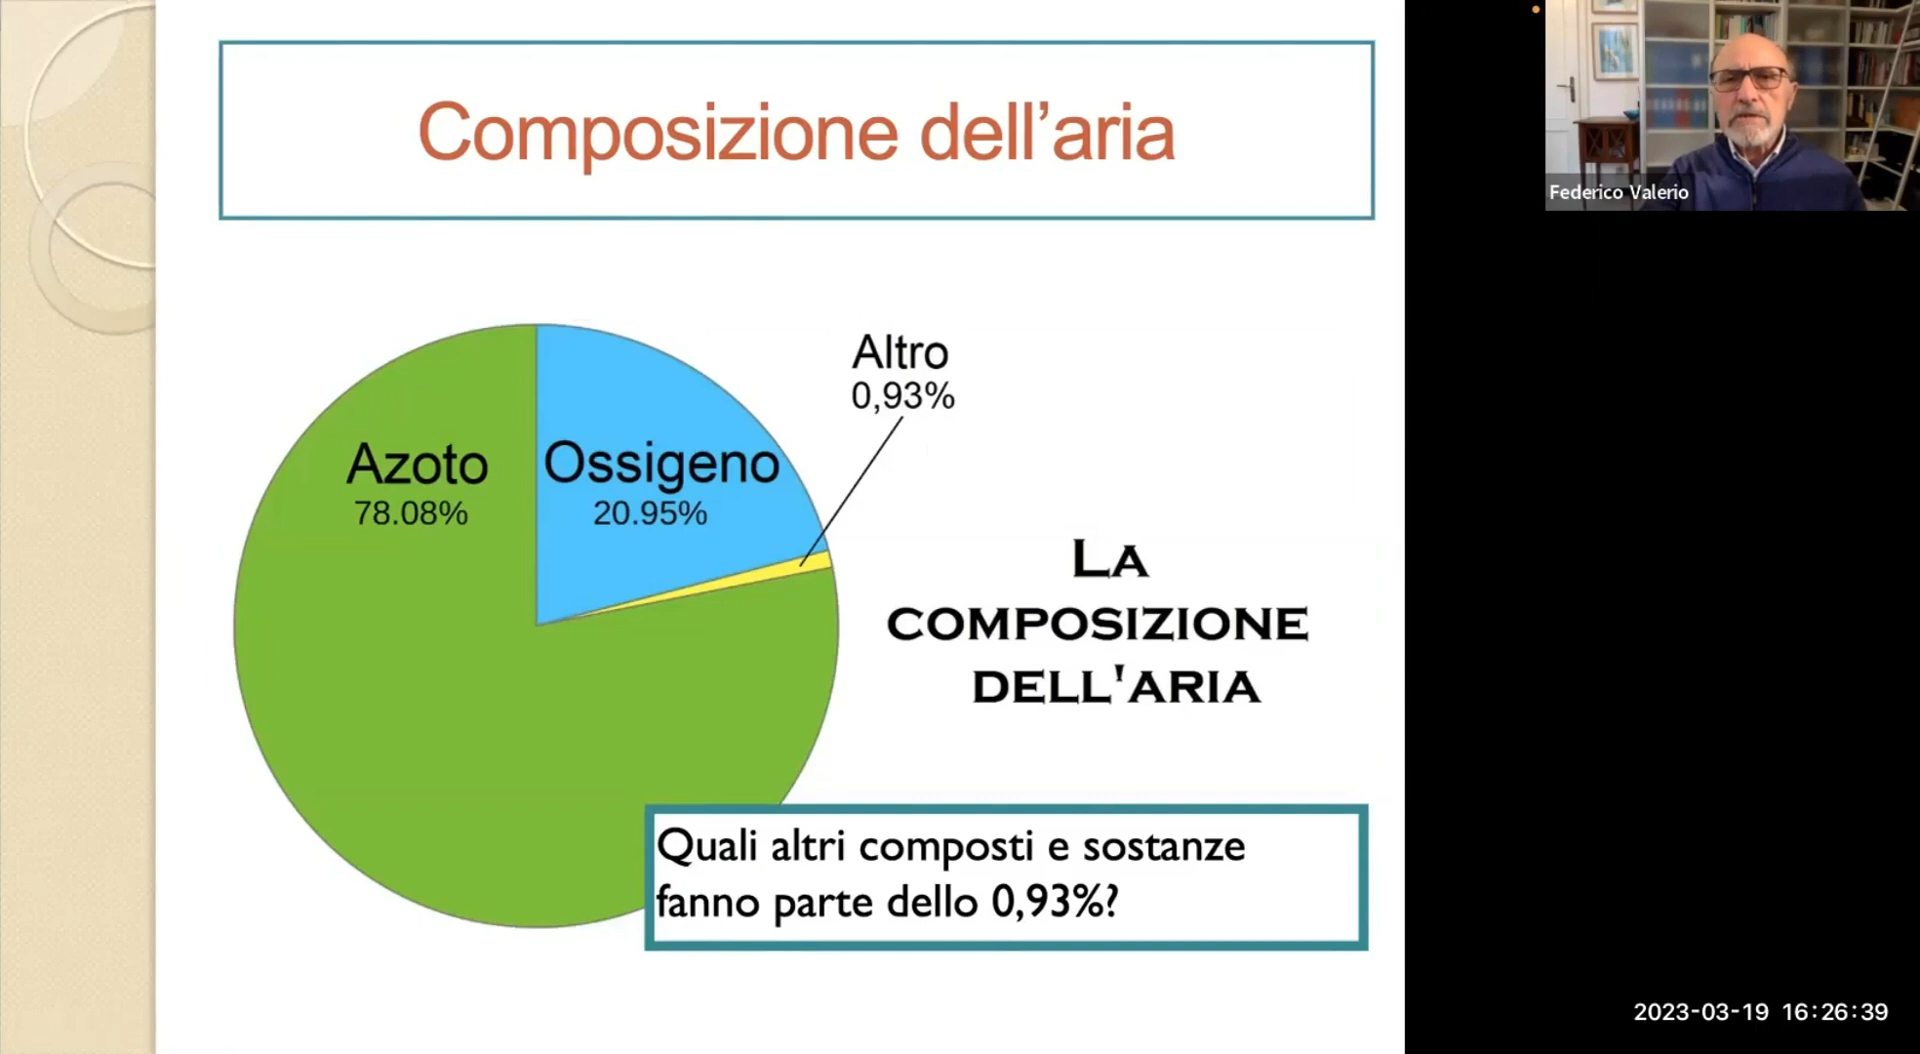 Composizione dell’aria
Altro
0,93%
Azoto
78.08%
Ossigeno
20.95%
La
composizione
dell'aria
Quali altri composti e sostanze
fanno parte dello 0,93%?
Federico Valerio
2023-03-19 16:26:39